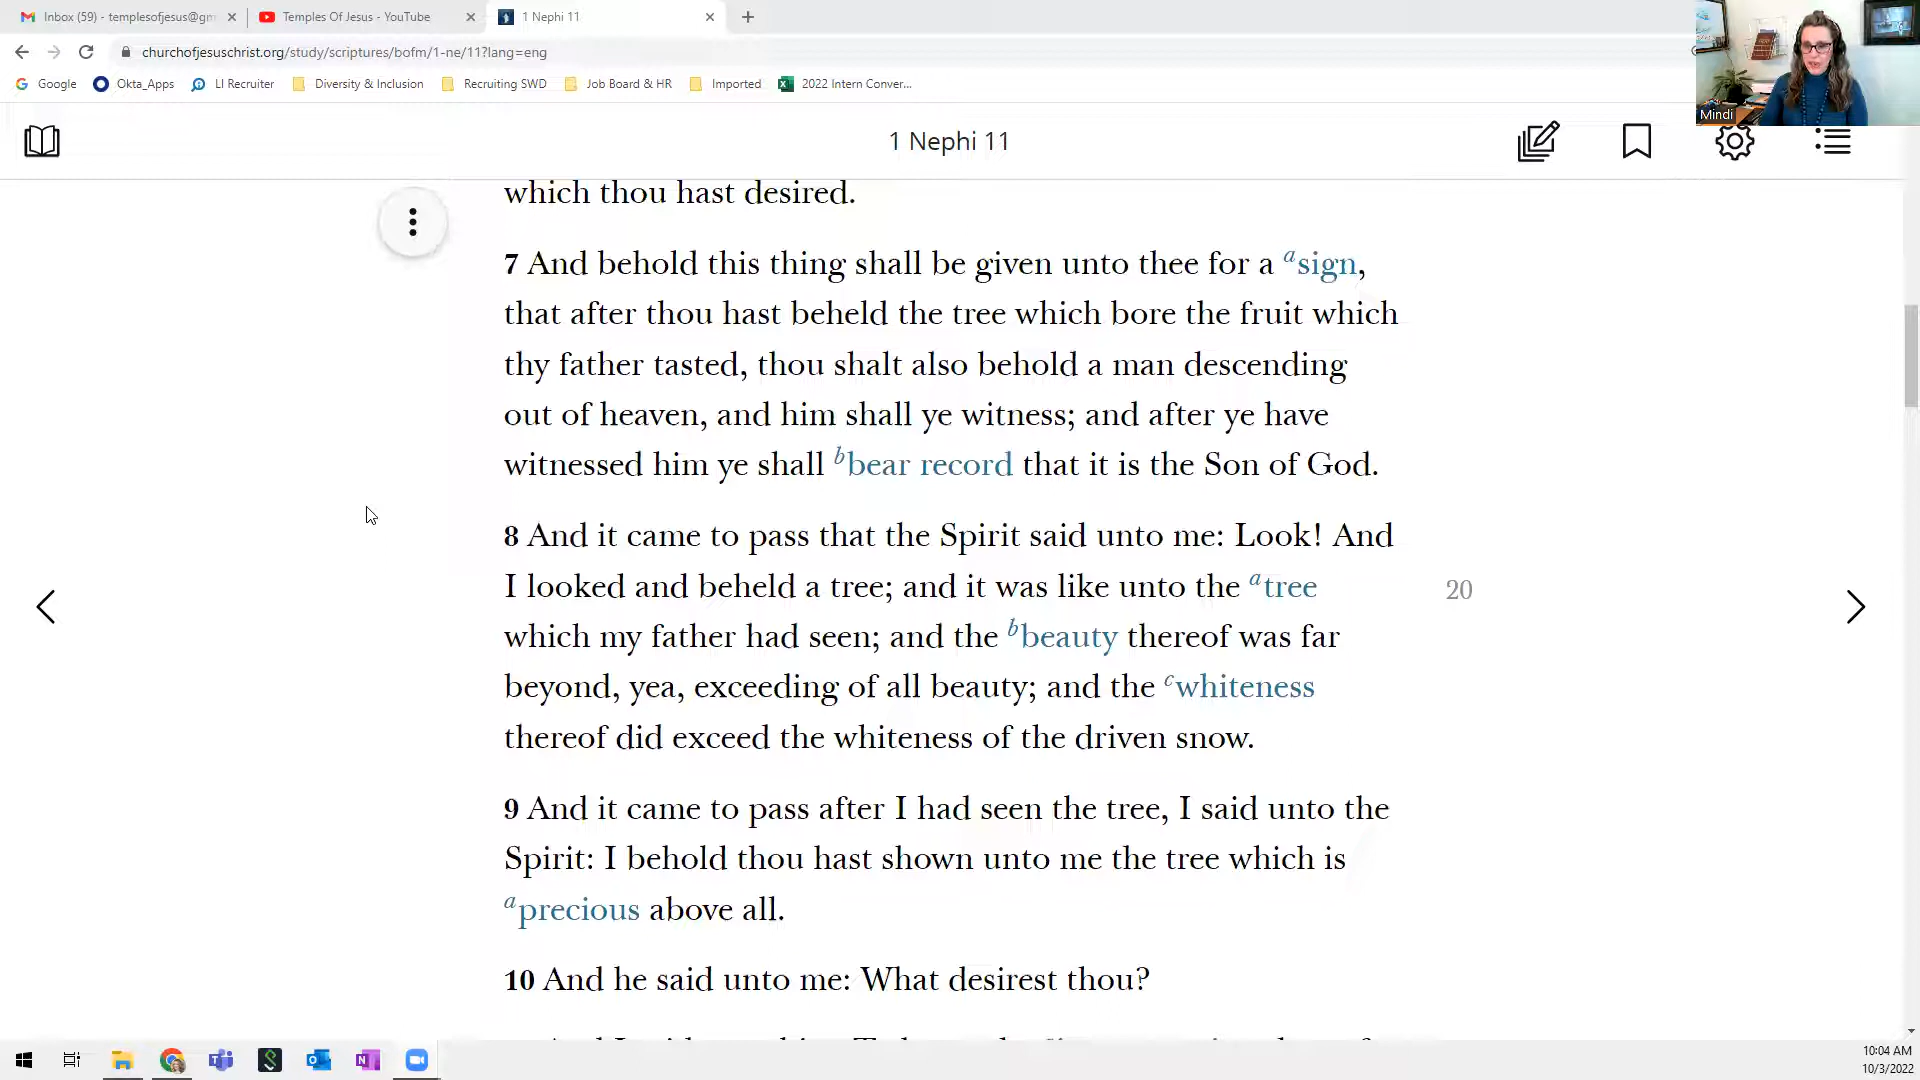 Inbox (59) - templesofjesus@gm
Temples Of Jesus - YouTube
1 Nephi 11
churchofjesuschrist.org/study/scriptures/bofm/1-ne/11?lang=eng
Google
Okta_Apps
LI Recruiter
Diversity & Inclusion
Recruiting SWD
Job Board & HR
Imported
2022 Intern Conver...
Mindi
1 Nephi 11
which thou hast desired.
7 And behold this thing shall be given unto thee for a a sign,
that after thou hast beheld the tree which bore the fruit which
thy father tasted, thou shalt also behold a man descending
out of heaven, and him shall ye witness; and after ye have
witnessed him ye shall b bear record that it is the Son of God.
8 And it came to pass that the Spirit said unto me: Look! And
I looked and beheld a tree; and it was like unto the a tree
20
which my father had seen; and the b beauty thereof was far
beyond, yea, exceeding of all beauty; and the c whiteness
thereof did exceed the whiteness of the driven snow.
9 And it came to pass after I had seen the tree, I said unto the
Spirit: I behold thou hast shown unto me the tree which is
a precious above all.
10 And he said unto me: What desirest thou?
10:04 AM
10/3/2022